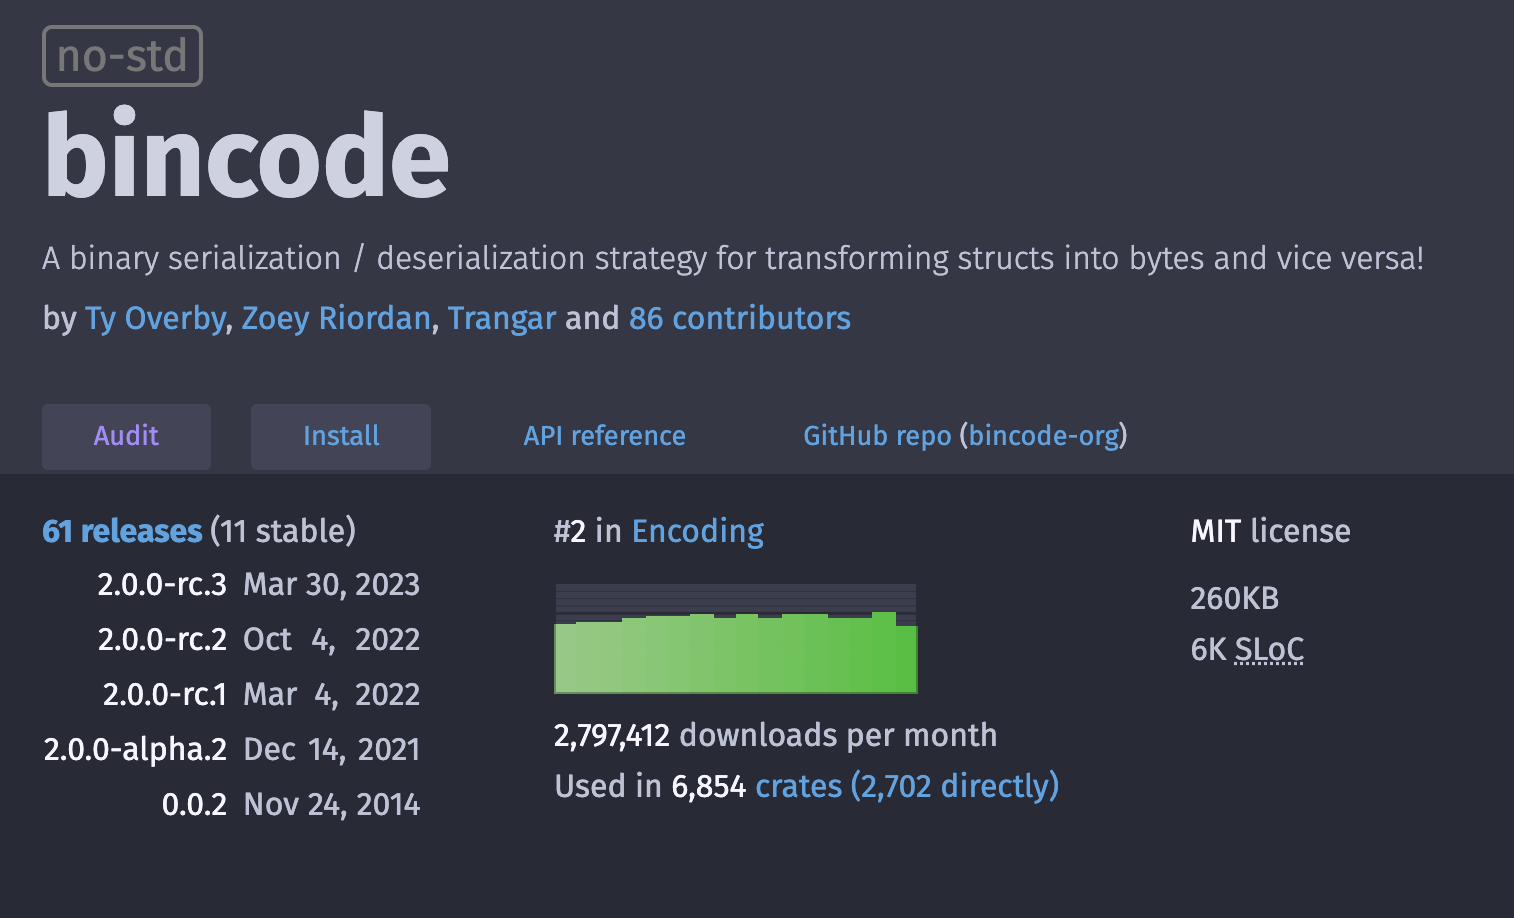 no-std
bincode
A binary serialization / deserialization strategy for transforming structs into bytes and vice versa!
by Ty Overby, Zoey Riordan, Trangar and 86 contributors
Audit Install API reference GitHub repo (bincode-org)
61 releases (11 stable)
2.0.0-rc.3 Mar 30, 2023
2.0.0-rc.2 Oct 4, 2022
2.0.0-rc.1 Mar 4, 2022
2.0.0-alpha.2 Dec 14, 2021
0.0.2 Nov 24, 2014
#2 in Encoding
2,797,412 downloads per month
Used in 6,854 crates (2,702 directly)
MIT license
260KB
6K SLoC